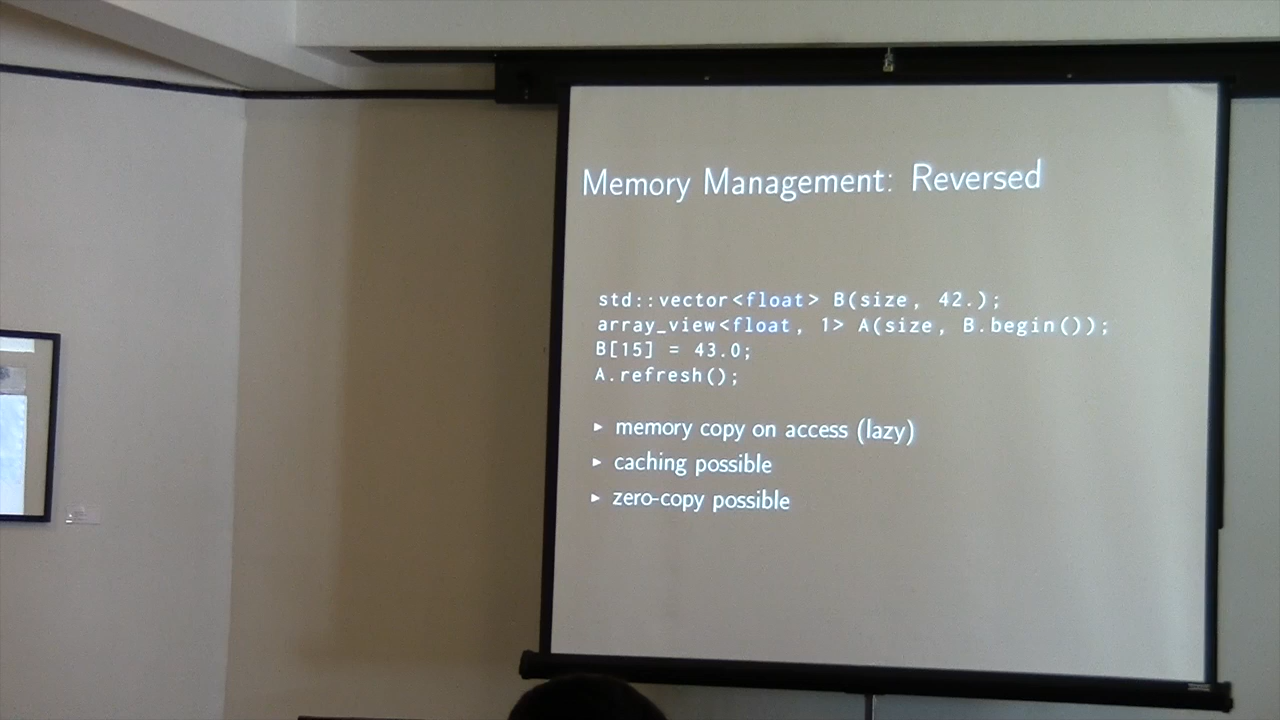 Memory Management: Reversed
std::vector<float> B(size, 42.);
array_view<float, 1> A(size, B.begin());
B[15] = 43.0;
A.refresh();
▸ memory copy on access (lazy)
▸ caching possible
▸ zero-copy possible